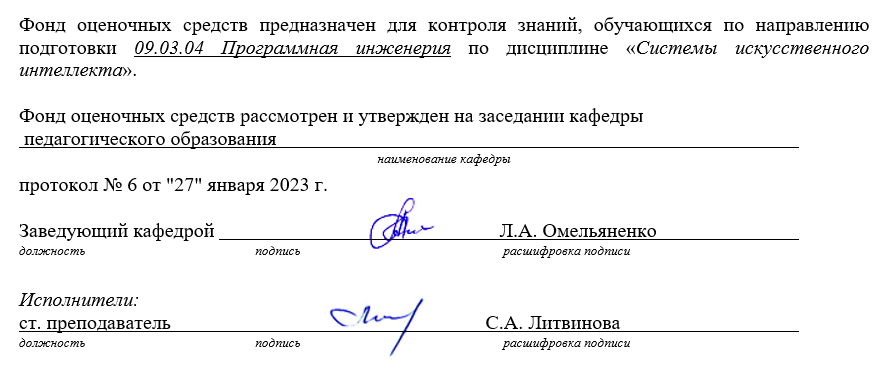 Фонд оценочных средств предназначен для контроля знаний, обучающихся по направлению
подготовки 09.03.04 Программная инженерия по дисциплине «Системы искусственного
интеллекта».
Фонд оценочных средств рассмотрен и утвержден на заседании кафедры
педагогического образования
наименование кафедры
протокол № 6 от "27" января 2023 г.
Заведующий кафедрой Л.А. Омельяненко
должность подпись расшифровка подписи
Исполнители:
ст. преподаватель С.А. Литвинова
должность подпись расшифровка подписи